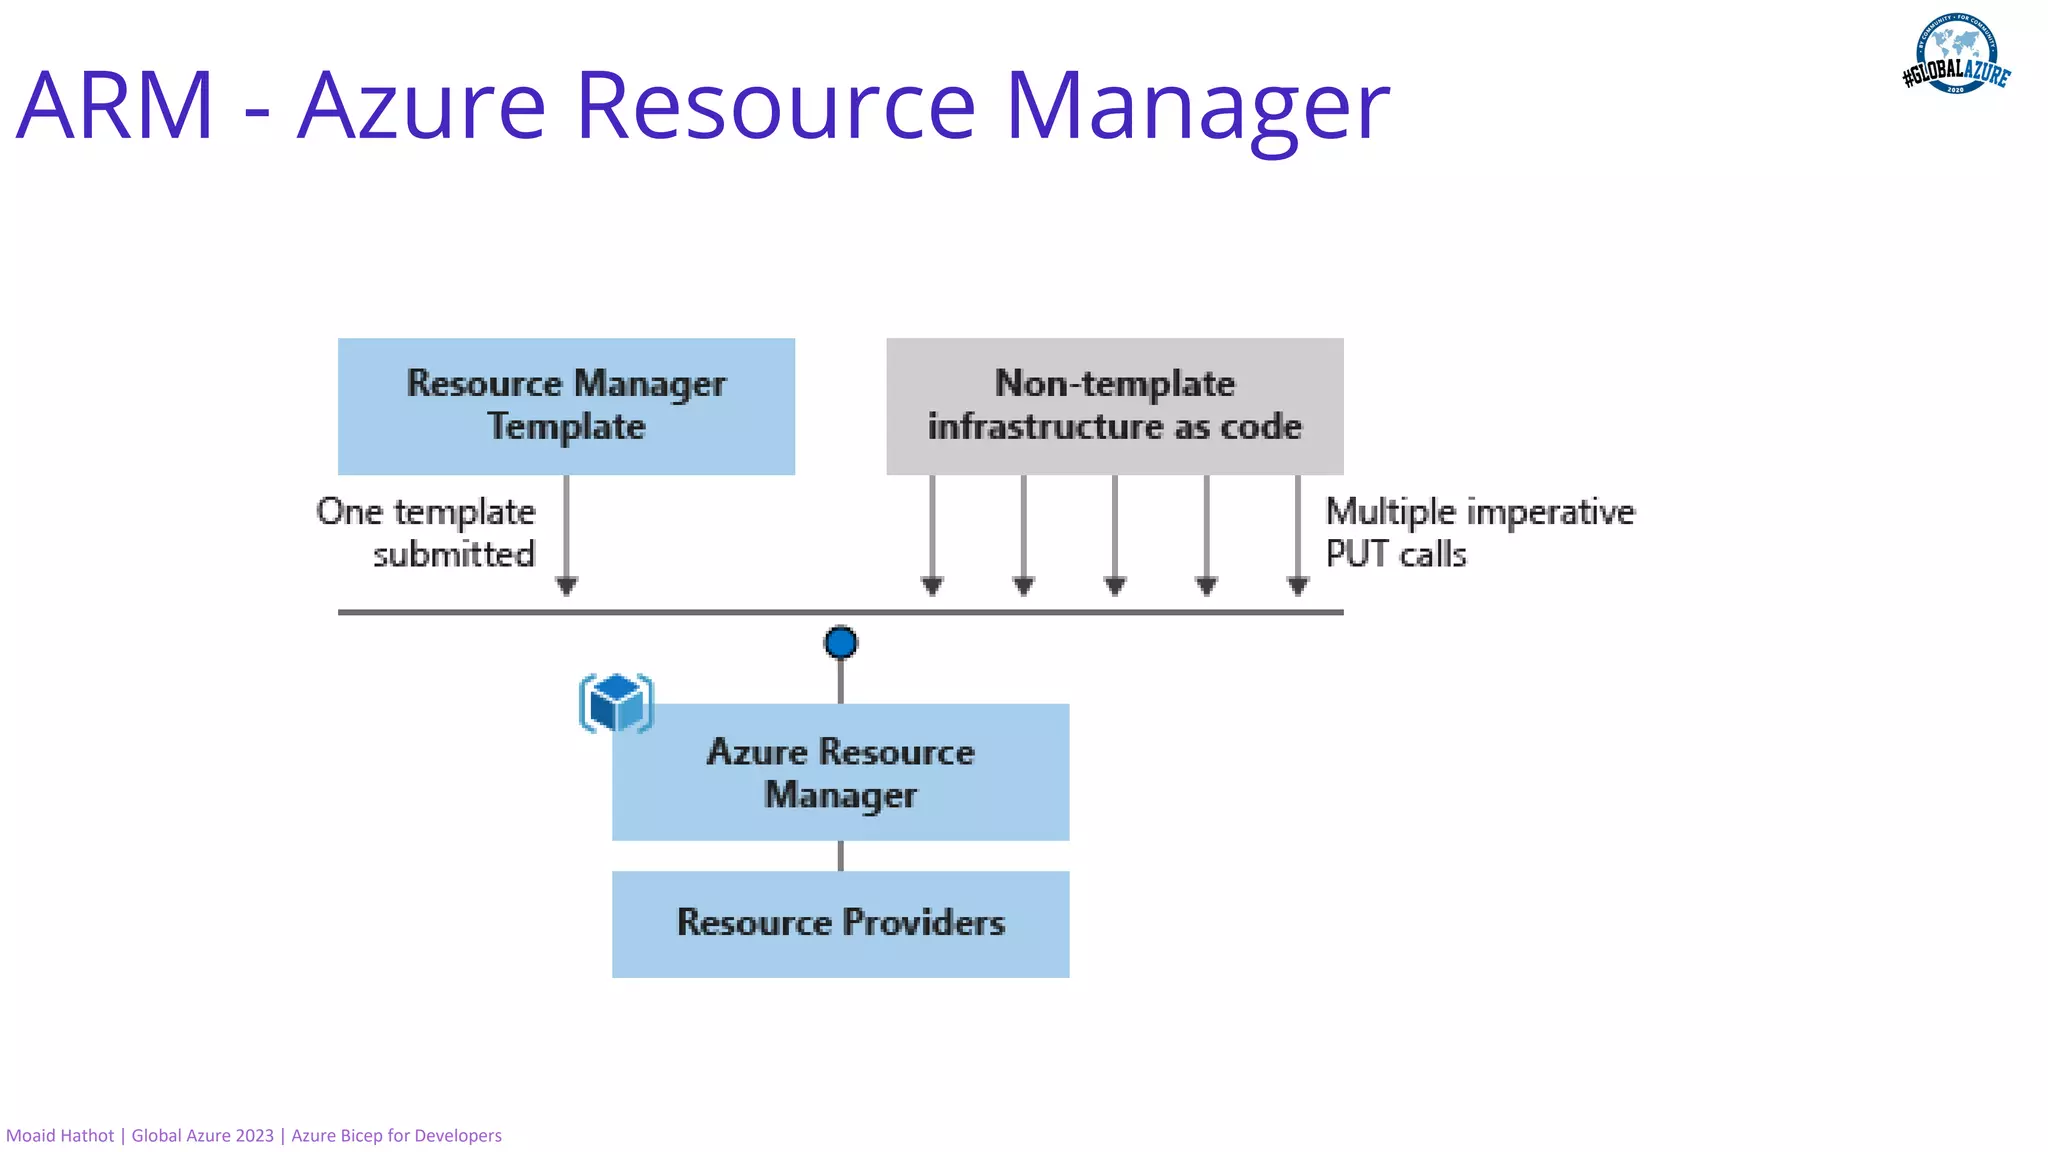 ARM - Azure Resource Manager
BY COMMUNITY • FOR COMMUNITY
#GLOBALAZURE
2020
Resource Manager
Template
Non-template
infrastructure as code
One template
submitted
Multiple imperative
PUT calls
Azure Resource
Manager
Resource Providers
Moaid Hathot | Global Azure 2023 | Azure Bicep for Developers